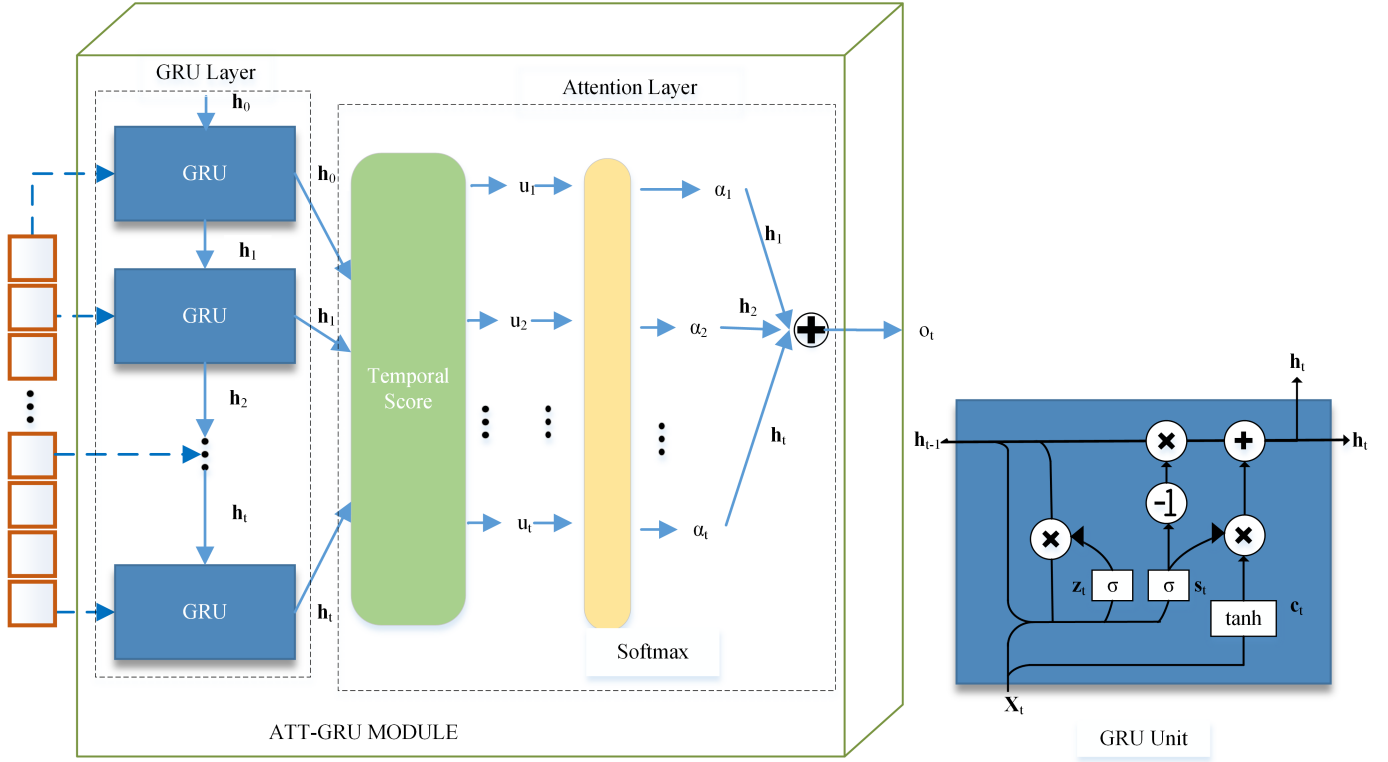 GRU Layer
Attention Layer
h₀
GRU
h₀
h₁
GRU
h₁
h₂
hₜ
GRU
hₜ
Temporal
Score
u₁
u₂
uₜ
Softmax
α₁
α₂
αₜ
h₁
h₂
hₜ
+
oₜ
ATT-GRU MODULE
hₜ
hₜ₋₁
×
+
hₜ
-1
×
×
zₜ
σ
σ
sₜ
tanh
cₜ
Xₜ
GRU Unit